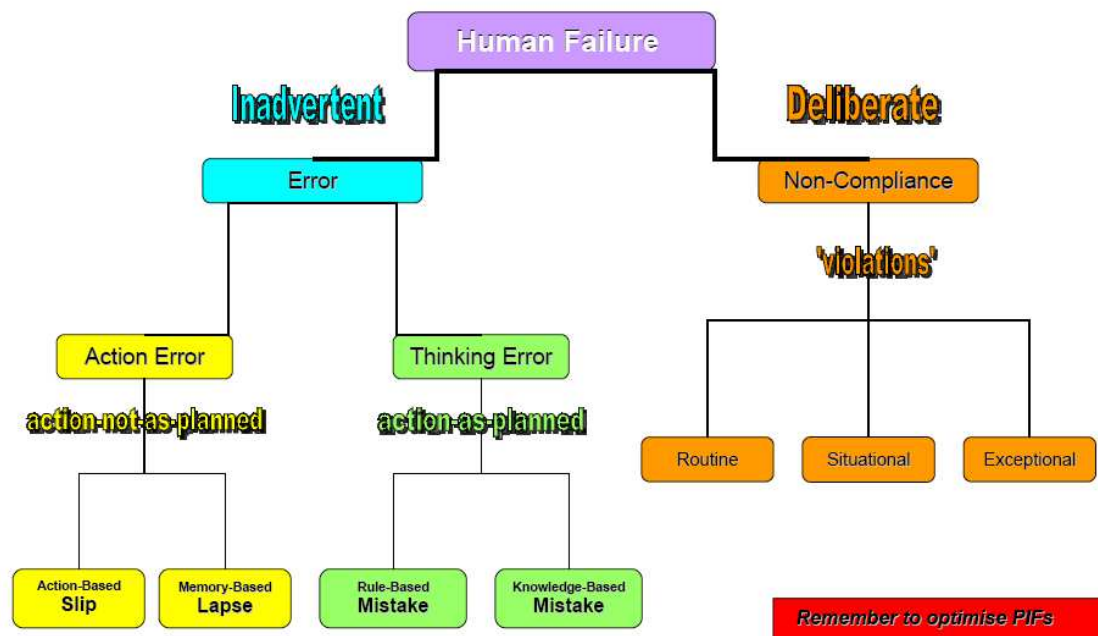 Human Failure
Inadvertent
Deliberate
Error
Non-Compliance
'violations'
Action Error
Thinking Error
action-not-as-planned
action-as-planned
Routine
Situational
Exceptional
Action-Based
Slip
Memory-Based
Lapse
Rule-Based
Mistake
Knowledge-Based
Mistake
Remember to optimise PIFs